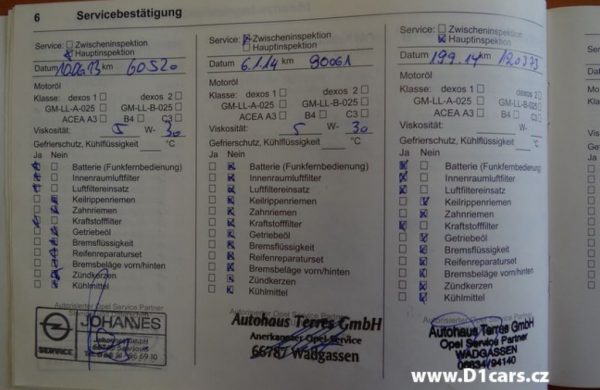 6 Servicebestätigung
Service: Zwischeninspektion
Hauptinspektion
Datum 10.06.13 km 60520
Motoröl
Klasse: dexos 1 dexos 2
GM-LL-A-025 GM-LL-B-025
ACEA A3 B4 C3
Viskosität: 5 W- 30
Gefrierschutz, Kühlflüssigkeit °C
Ja Nein
Batterie (Funkfernbedienung)
Innenraumluftfilter
Luftfiltereinsatz
Keilrippenriemen
Zahnriemen
Kraftstofffilter
Getriebeöl
Bremsflüssigkeit
Reifenreparaturset
Bremsbeläge vorn/hinten
Zündkerzen
Kühlmittel
Autorisierter Opel Service Partner
JOHANNES
SERVICE
Service: Zwischeninspektion
Hauptinspektion
Datum 6.1.14 km 90061
Motoröl
Klasse: dexos 1 dexos 2
GM-LL-A-025 GM-LL-B-025
ACEA A3 B4 C3
Viskosität: 5 W- 30
Gefrierschutz, Kühlflüssigkeit °C
Ja Nein
Batterie (Funkfernbedienung)
Innenraumluftfilter
Luftfiltereinsatz
Keilrippenriemen
Zahnriemen
Kraftstofffilter
Getriebeöl
Bremsflüssigkeit
Reifenreparaturset
Bremsbeläge vorn/hinten
Zündkerzen
Kühlmittel
Autohaus Terres GmbH
Anerkannter Opel-Service
66787 Wadgassen
Service: Zwischeninspektion
Hauptinspektion
Datum 19 9.14 km 120373
Motoröl
Klasse: dexos 1 dexos 2
GM-LL-A-025 GM-LL-B-025
ACEA A3 B4 C3
Viskosität: W-
Gefrierschutz, Kühlflüssigkeit °C
Ja Nein
Batterie (Funkfernbedienung)
Innenraumluftfilter
Luftfiltereinsatz
Keilrippenriemen
Zahnriemen
Kraftstofffilter
Getriebeöl
Bremsflüssigkeit
Reifenreparaturset
Bremsbeläge vorn/hinten
Zündkerzen
Kühlmittel
Autohaus Terres GmbH
Opel Service Partner
WADGASSEN
06834/94140
www.D1cars.cz